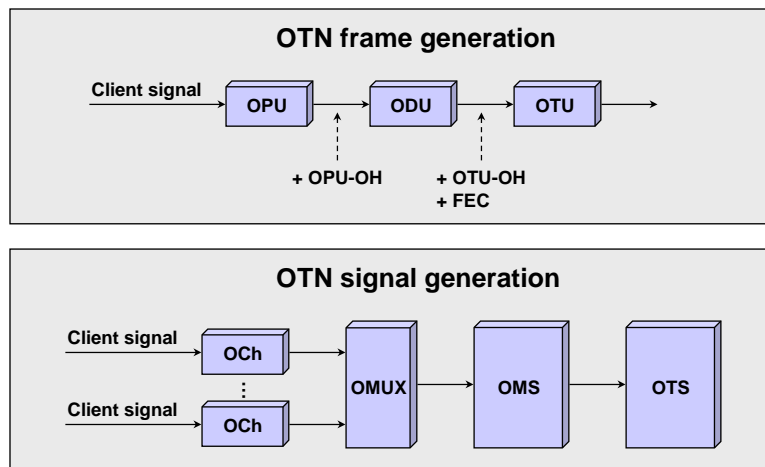 OTN frame generation
Client signal
OPU
ODU
OTU
+ OPU-OH
+ OTU-OH
+ FEC
OTN signal generation
Client signal
OCh
OMUX
OMS
OTS
...
Client signal
OCh